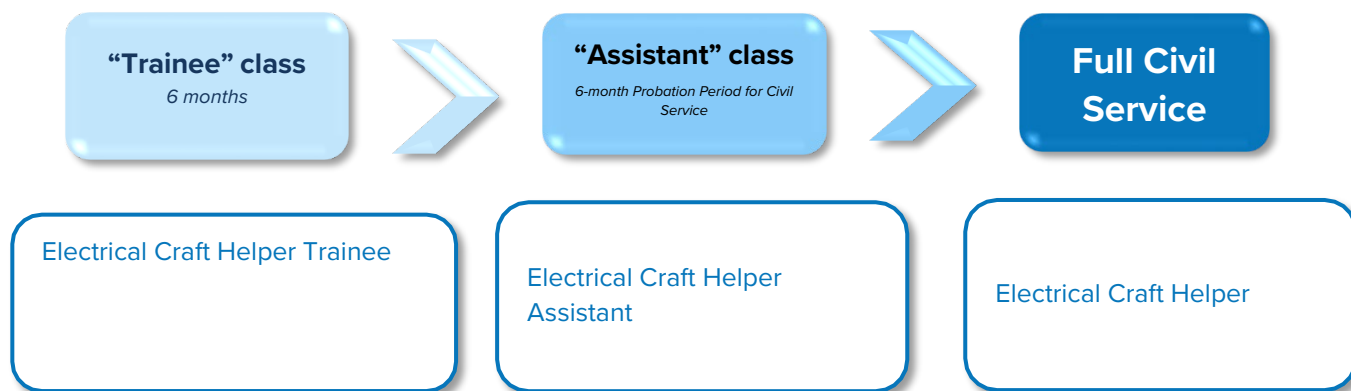 “Trainee” class
6 months
“Assistant” class
6-month Probation Period for Civil
Service
Full Civil
Service
Electrical Craft Helper Trainee
Electrical Craft Helper
Assistant
Electrical Craft Helper